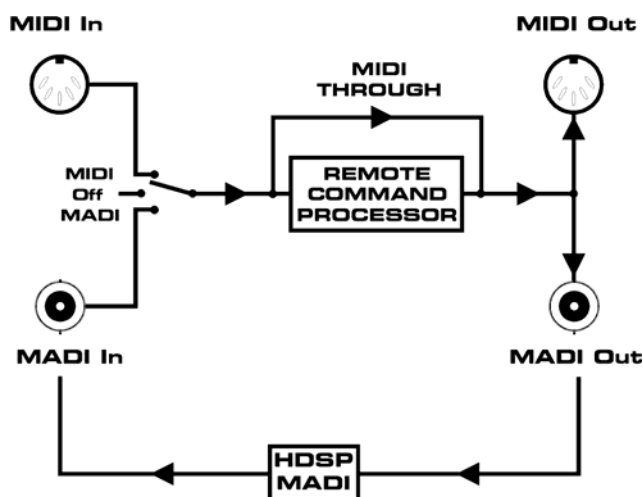 MIDI In
MIDI Out
MIDI
THROUGH
REMOTE
COMMAND
PROCESSOR
MIDI
Off
MADI
MADI In
MADI Out
HDSP
MADI